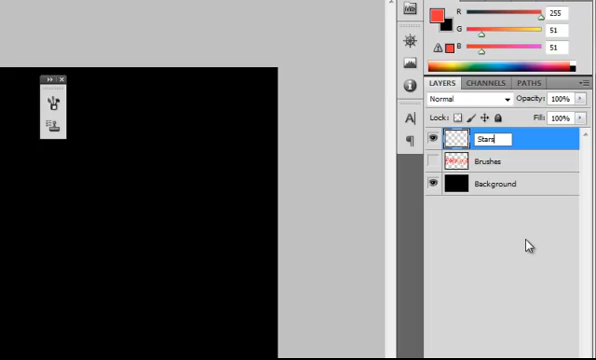 R 255
G 51
B 51
LAYERS CHANNELS PATHS
Normal Opacity: 100%
Lock: Fill: 100%
Stars
Brushes
Background